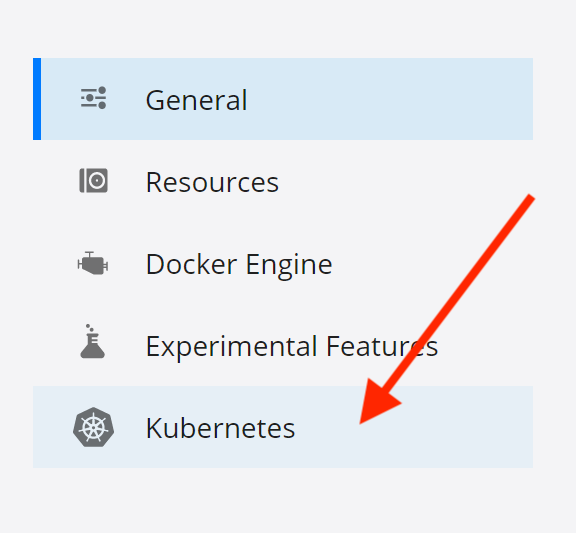 General
Resources
Docker Engine
Experimental Features
Kubernetes